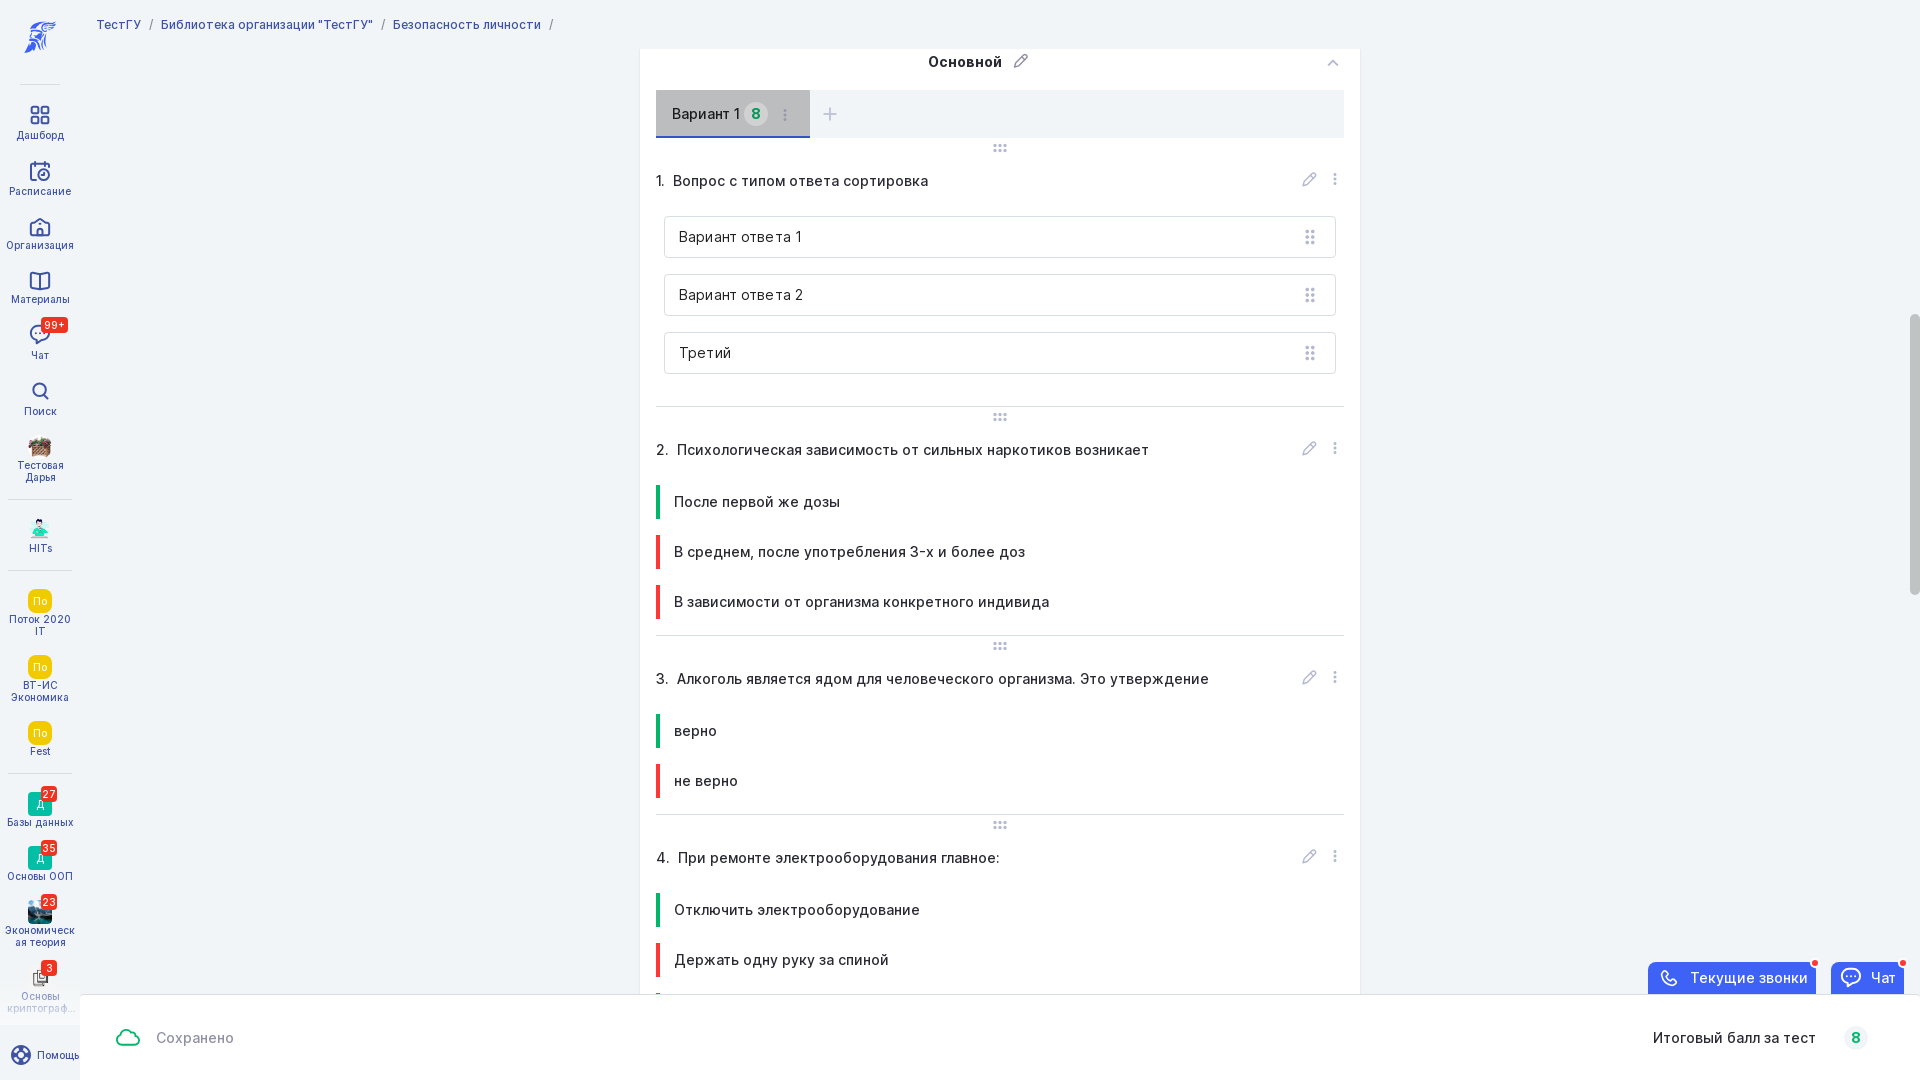 ТестГУ / Библиотека организации "ТестГУ" / Безопасность личности /
Основной
Вариант 1 8
1. Вопрос с типом ответа сортировка
Вариант ответа 1
Вариант ответа 2
Третий
2. Психологическая зависимость от сильных наркотиков возникает
После первой же дозы
В среднем, после употребления 3-х и более доз
В зависимости от организма конкретного индивида
3. Алкоголь является ядом для человеческого организма. Это утверждение
верно
не верно
4. При ремонте электрооборудования главное:
Отключить электрооборудование
Держать одну руку за спиной
Дашборд
Расписание
Организация
Материалы
99+
Чат
Поиск
Тестовая
Дарья
HITs
По
Поток 2020
IT
По
ВТ-ИС
Экономика
По
Fest
27
Д
Базы данных
35
Д
Основы ООП
23
Экономическ
ая теория
3
Основы
криптограф...
Помощь
Текущие звонки
Чат
Сохранено
Итоговый балл за тест 8